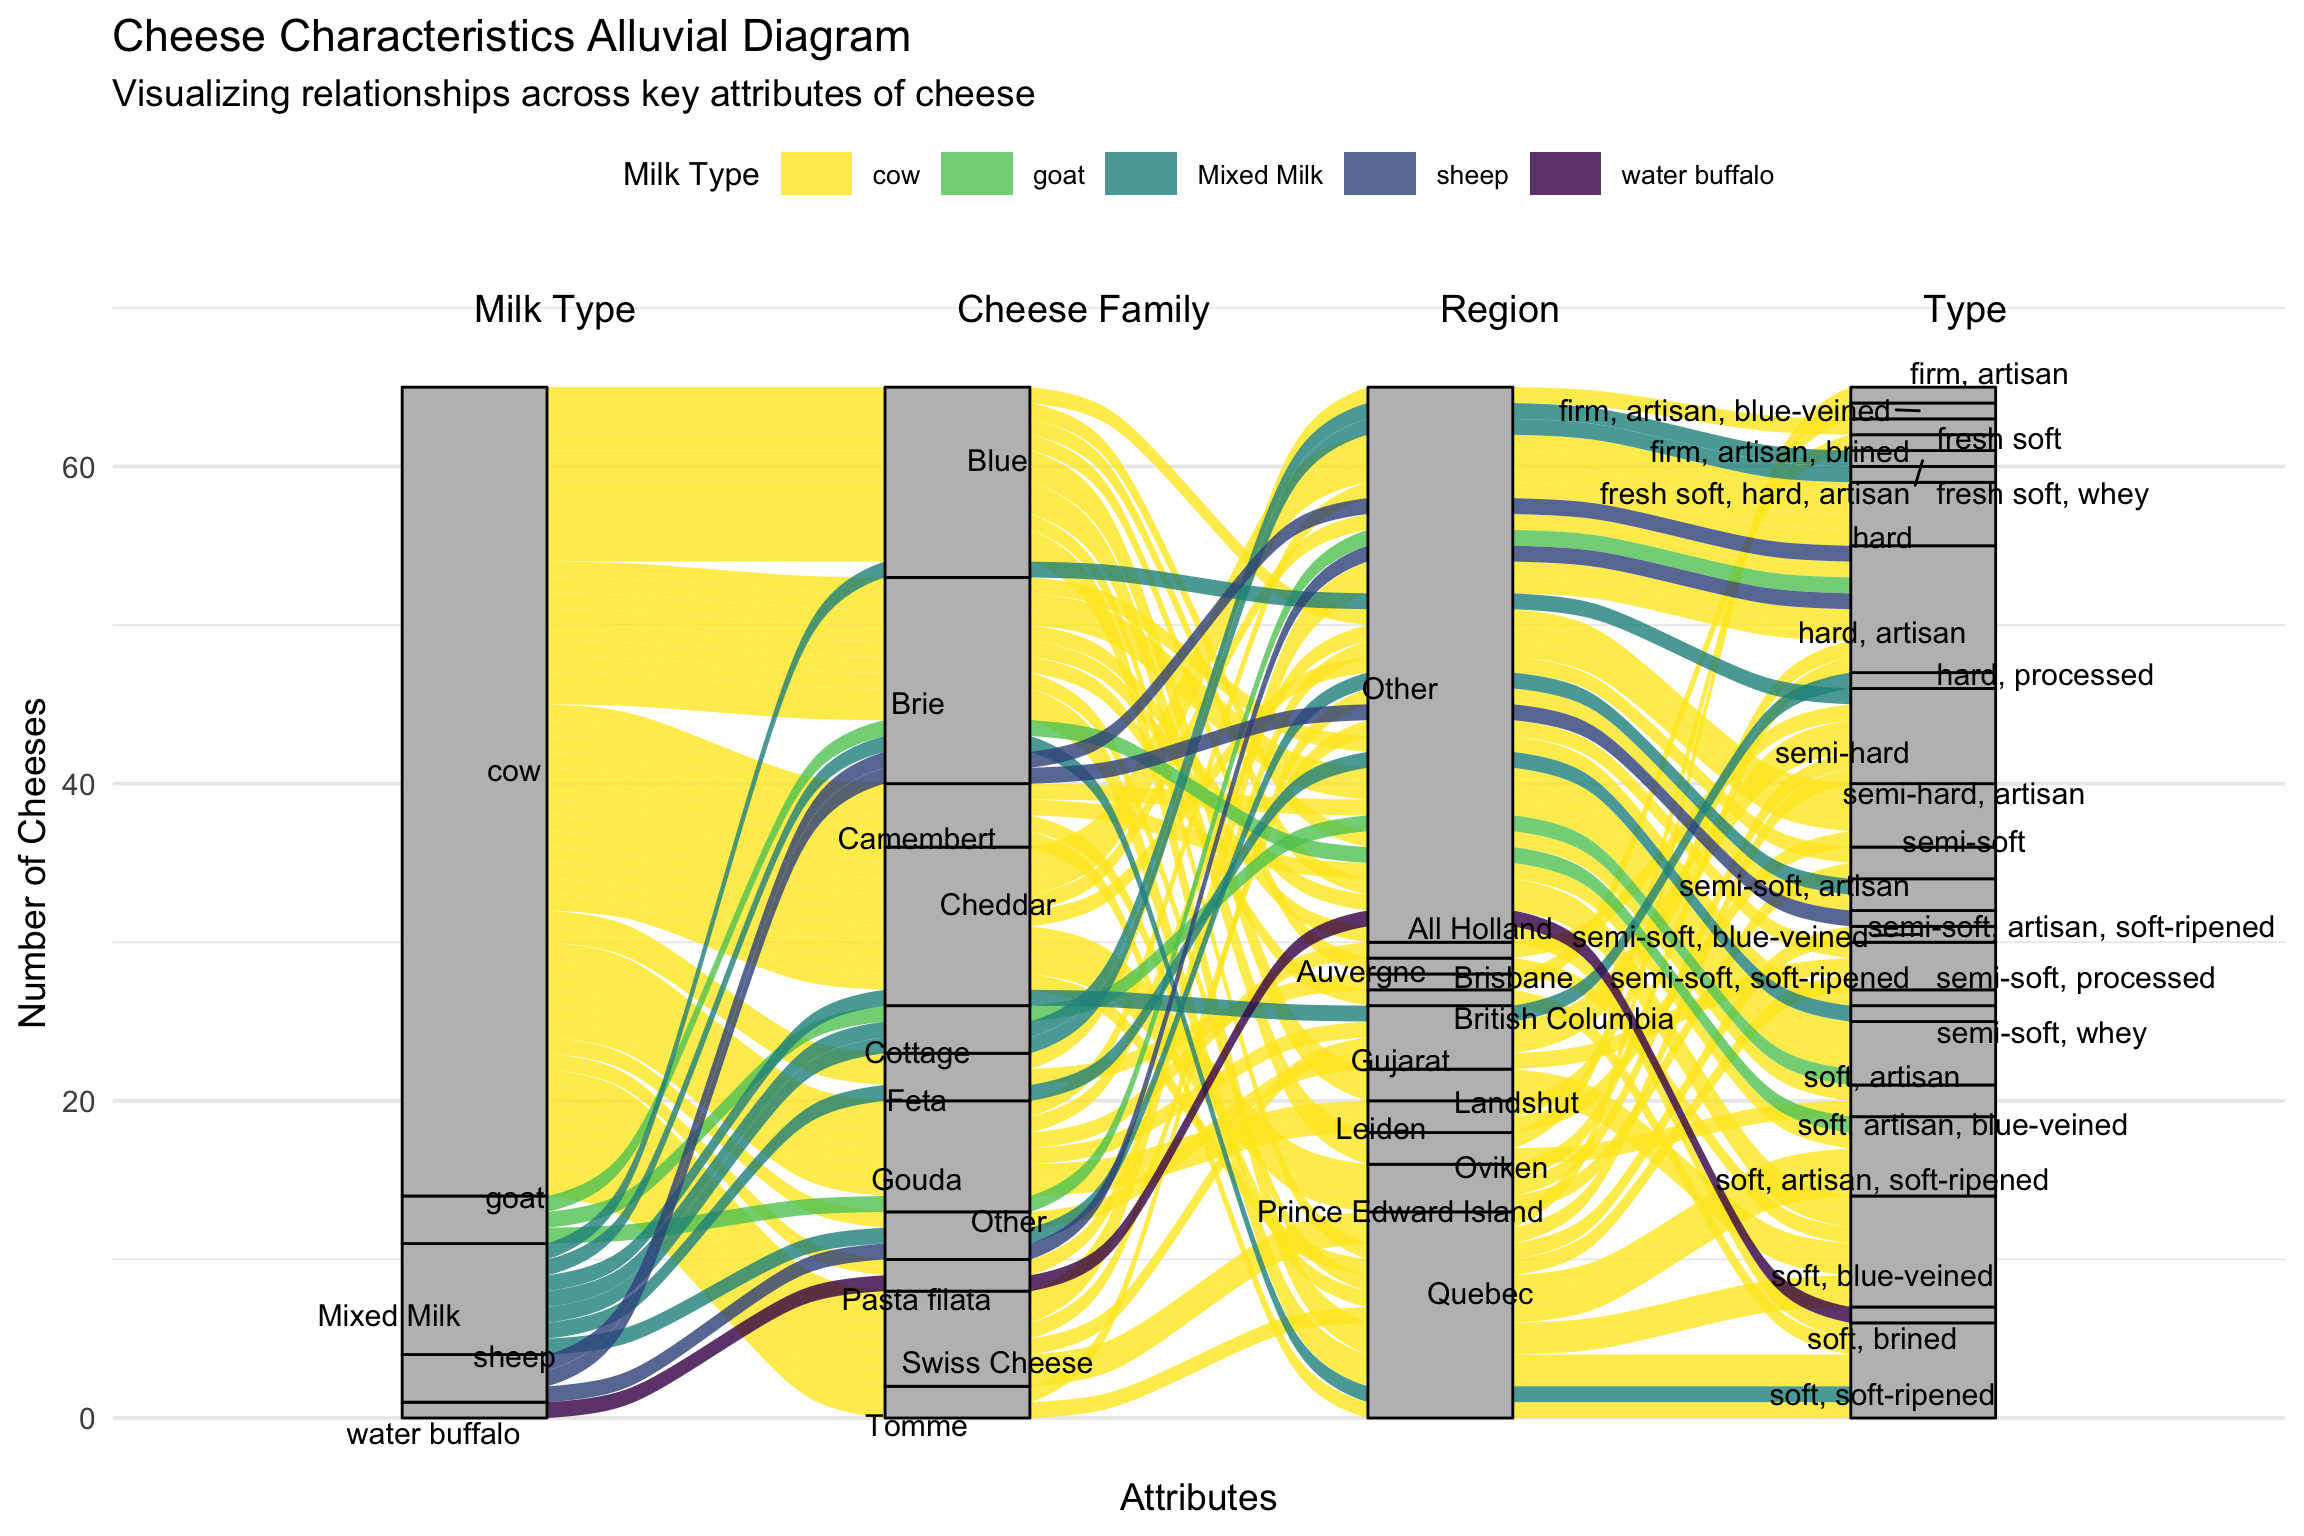 Cheese Characteristics Alluvial Diagram
Visualizing relationships across key attributes of cheese
Milk Type cow goat Mixed Milk sheep water buffalo
Milk Type Cheese Family Region Type
Number of Cheeses
60
40
20
0
cow
goat
Mixed Milk
sheep
water buffalo
Blue
Brie
Camembert
Cheddar
Cottage
Feta
Gouda
Other
Pasta filata
Swiss Cheese
Tomme
Other
All Holland
Auvergne
Brisbane
British Columbia
Gujarat
Landshut
Leiden
Oviken
Prince Edward Island
Quebec
firm, artisan
firm, artisan, blue-veined
fresh soft
firm, artisan, brined
fresh soft, hard, artisan
fresh soft, whey
hard
hard, artisan
hard, processed
semi-hard
semi-hard, artisan
semi-soft
semi-soft, artisan
semi-soft, artisan, soft-ripened
semi-soft, blue-veined
semi-soft, soft-ripened
semi-soft, processed
semi-soft, whey
soft, artisan
soft, artisan, blue-veined
soft, artisan, soft-ripened
soft, blue-veined
soft, brined
soft, soft-ripened
Attributes